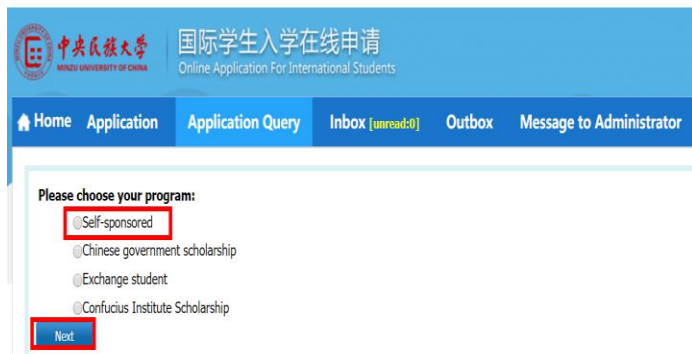 中央民族大学
MINZU UNIVERSITY OF CHINA
国际学生入学在线申请
Online Application For International Students
Home Application Application Query Inbox [unread:0] Outbox Message to Administrator
Please choose your program:
Self-sponsored
Chinese government scholarship
Exchange student
Confucius Institute Scholarship
Next